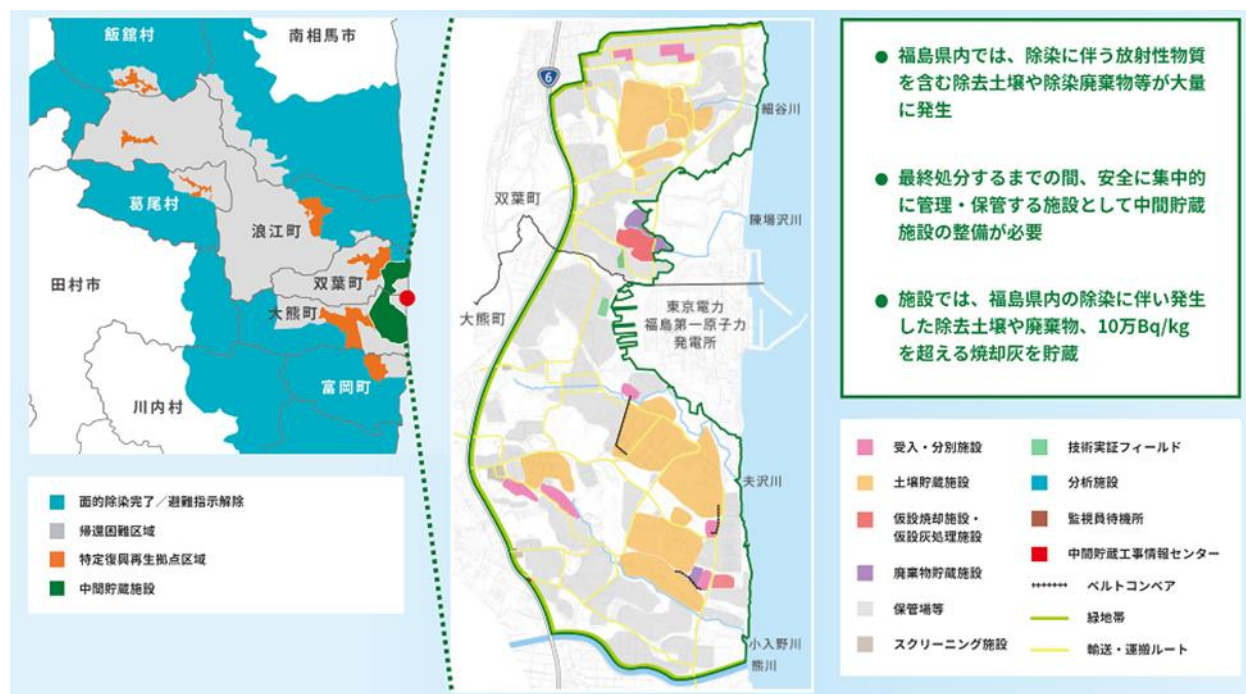 飯舘村
南相馬市
葛尾村
浪江町
田村市
双葉町
大熊町
富岡町
川内村
面的除染完了／避難指示解除
帰還困難区域
特定復興再生拠点区域
中間貯蔵施設
6
細谷川
双葉町
陳場沢川
大熊町
東京電力
福島第一原子力
発電所
夫沢川
小入野川
熊川
● 福島県内では、除染に伴う放射性物質
を含む除去土壌や除染廃棄物等が大量
に発生
● 最終処分するまでの間、安全に集中的
に管理・保管する施設として中間貯蔵
施設の整備が必要
● 施設では、福島県内の除染に伴い発生
した除去土壌や廃棄物、10万Bq/kg
を超える焼却灰を貯蔵
受入・分別施設
土壌貯蔵施設
仮設焼却施設・
仮設灰処理施設
廃棄物貯蔵施設
保管場等
スクリーニング施設
技術実証フィールド
分析施設
監視員待機所
中間貯蔵工事情報センター
ベルトコンベア
緑地帯
輸送・運搬ルート